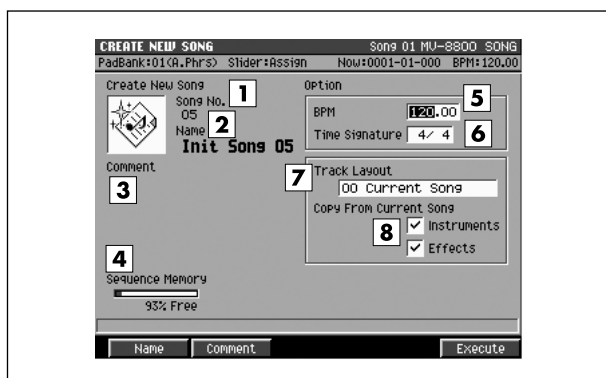 CREATE NEW SONG Song 01 MV-8800 SONG
PadBank:01(A.Phrs) Slider:Assign Now:0001-01-000 BPM:120.00
Create New Song
Song No. 1
05
Name 2
Init Song 05
Comment
3
4
Sequence Memory
93% Free
Option
5
BPM 120.00
6
Time Signature 4/ 4
7 Track Layout
00 Current Song
Copy From Current Song
8 Instruments
Effects
Name Comment Execute